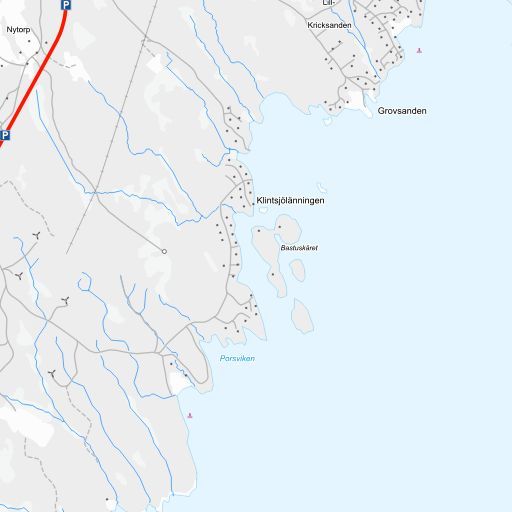 P
Lill-
Kricksanden
Nytorp
Grovsanden
P
Klintsjölänningen
Bastuskäret
Porsviken